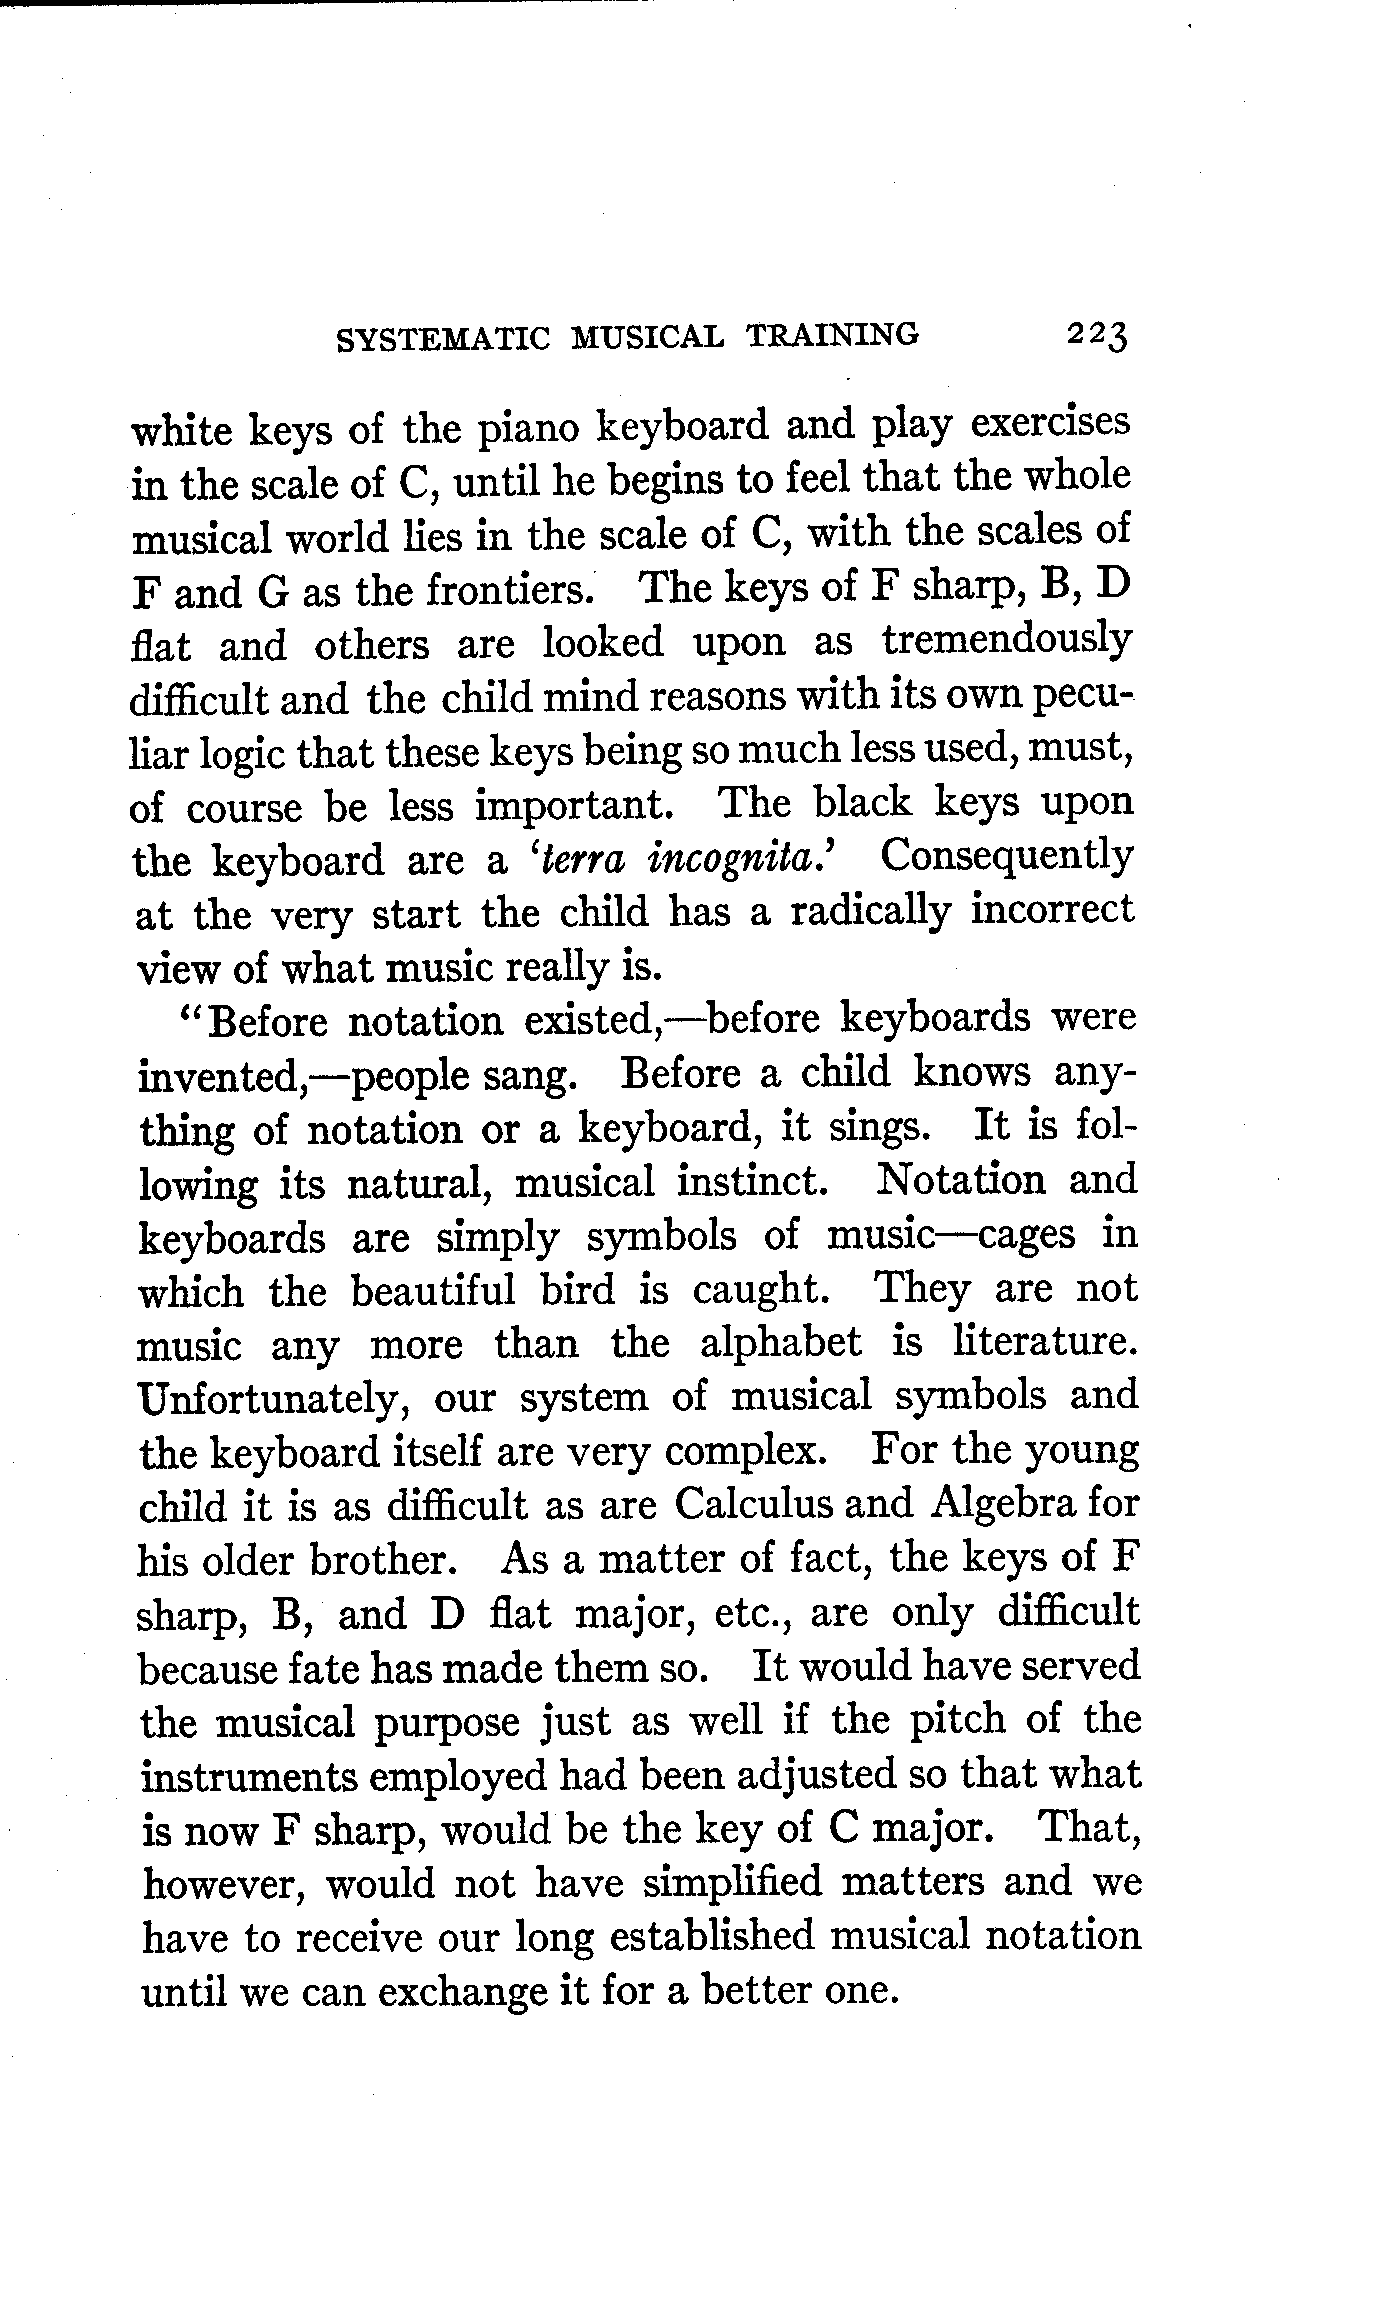 SYSTEMATIC MUSICAL TRAINING 223
white keys of the piano keyboard and play exercises
in the scale of C, until he begins to feel that the whole
musical world lies in the scale of C, with the scales of
F and G as the frontiers. The keys of F sharp, B, D
flat and others are looked upon as tremendously
difficult and the child mind reasons with its own pecu-
liar logic that these keys being so much less used, must,
of course be less important. The black keys upon
the keyboard are a 'terra incognita.' Consequently
at the very start the child has a radically incorrect
view of what music really is.
"Before notation existed,—before keyboards were
invented,—people sang. Before a child knows any-
thing of notation or a keyboard, it sings. It is fol-
lowing its natural, musical instinct. Notation and
keyboards are simply symbols of music—cages in
which the beautiful bird is caught. They are not
music any more than the alphabet is literature.
Unfortunately, our system of musical symbols and
the keyboard itself are very complex. For the young
child it is as difficult as are Calculus and Algebra for
his older brother. As a matter of fact, the keys of F
sharp, B, and D flat major, etc., are only difficult
because fate has made them so. It would have served
the musical purpose just as well if the pitch of the
instruments employed had been adjusted so that what
is now F sharp, would be the key of C major. That,
however, would not have simplified matters and we
have to receive our long established musical notation
until we can exchange it for a better one.